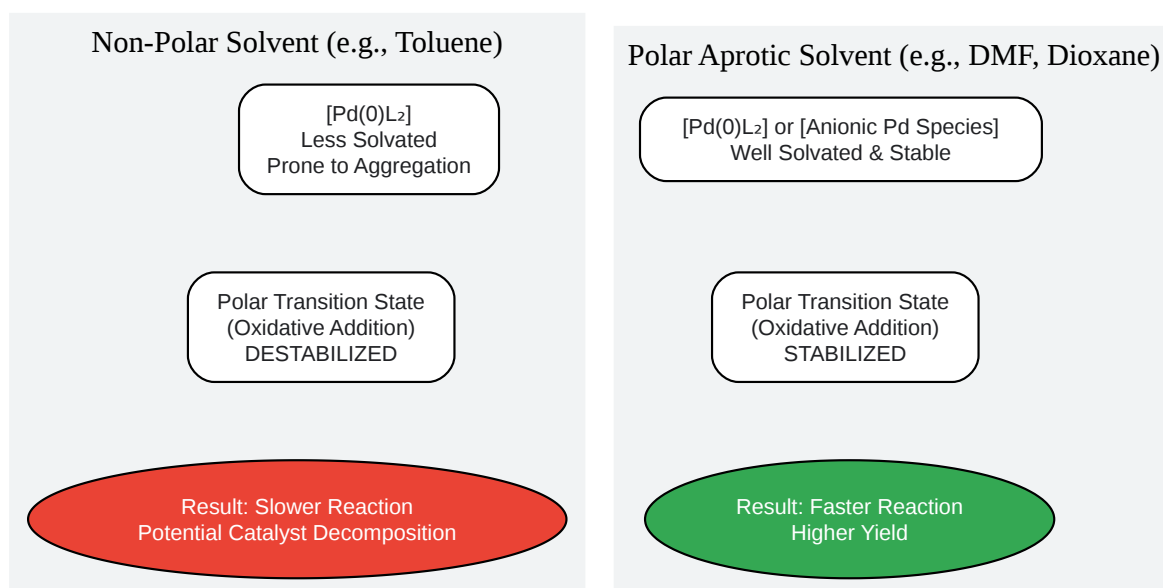 Non-Polar Solvent (e.g., Toluene)
[Pd(0)L₂]
Less Solvated
Prone to Aggregation
Polar Transition State
(Oxidative Addition)
DESTABILIZED
Result: Slower Reaction
Potential Catalyst Decomposition
Polar Aprotic Solvent (e.g., DMF, Dioxane)
[Pd(0)L₂] or [Anionic Pd Species]
Well Solvated & Stable
Polar Transition State
(Oxidative Addition)
STABILIZED
Result: Faster Reaction
Higher Yield